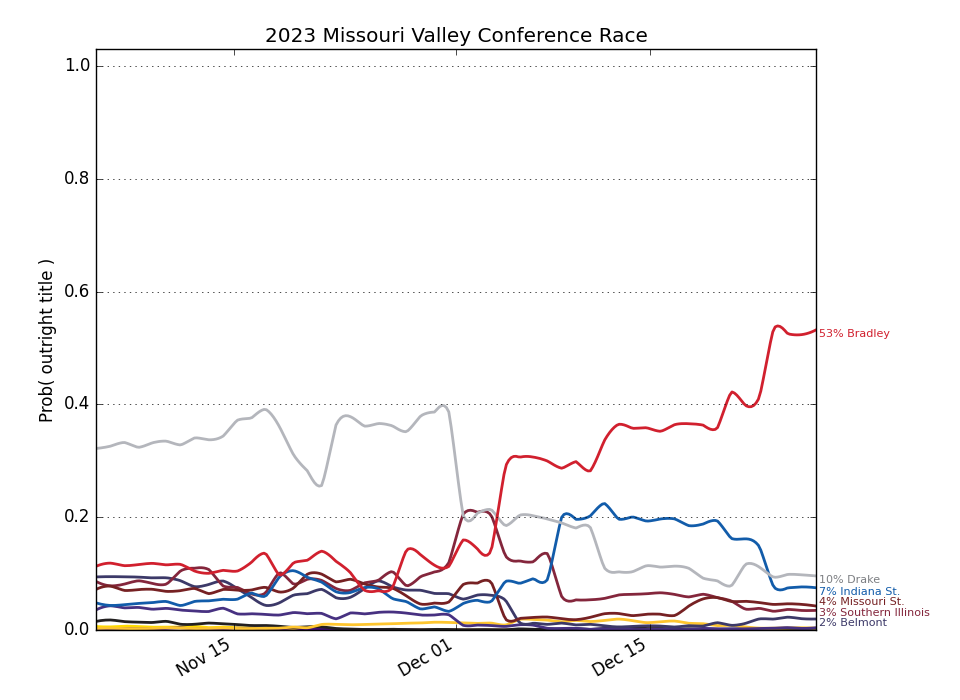 2023 Missouri Valley Conference Race
Prob( outright title )
1.0
0.8
0.6
0.4
0.2
0.0
Nov 15
Dec 01
Dec 15
53% Bradley
10% Drake
7% Indiana St.
4% Missouri St.
3% Southern Illinois
2% Belmont